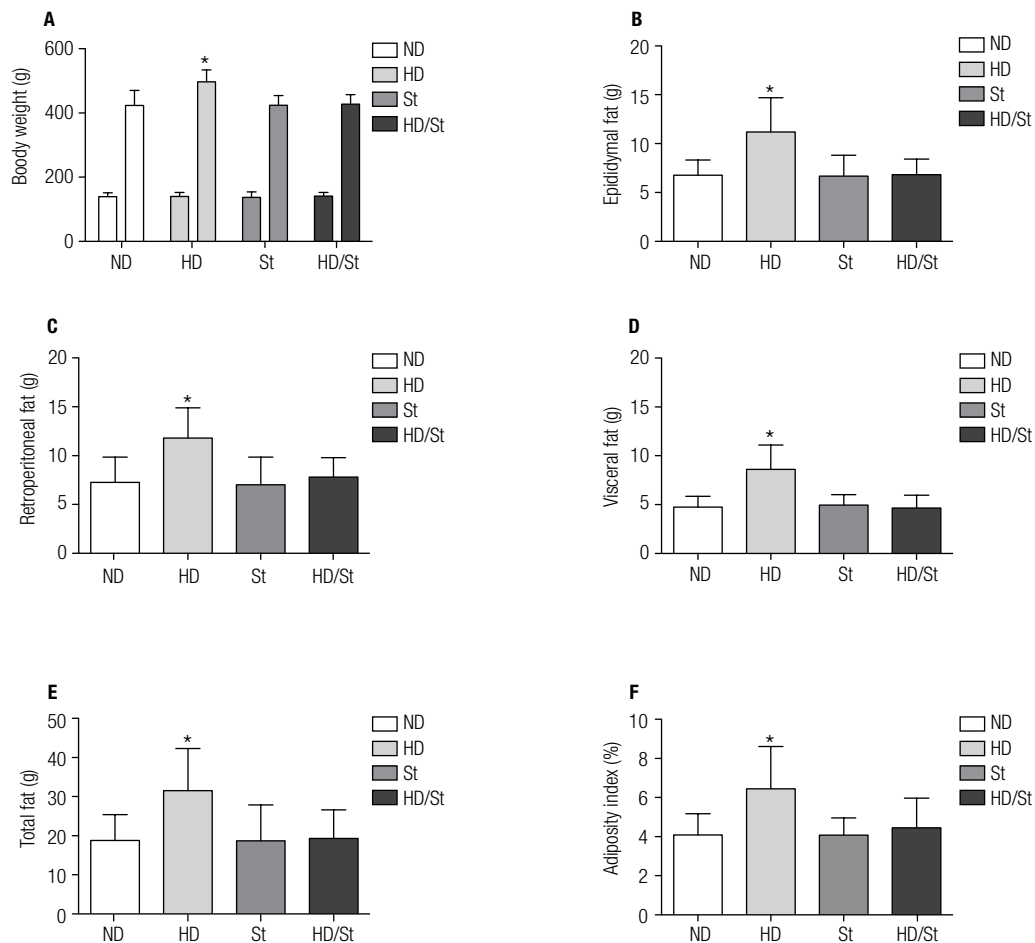 A
Boody weight (g)
600
400
200
0
*
ND
HD
St
HD/St
ND
HD
St
HD/St
B
Epididymal fat (g)
20
15
10
5
0
*
ND
HD
St
HD/St
ND
HD
St
HD/St
C
Retroperitoneal fat (g)
20
15
10
5
0
*
ND
HD
St
HD/St
ND
HD
St
HD/St
D
Visceral fat (g)
20
15
10
5
0
*
ND
HD
St
HD/St
ND
HD
St
HD/St
E
Total fat (g)
50
40
30
20
10
0
*
ND
HD
St
HD/St
ND
HD
St
HD/St
F
Adiposity index (%)
10
8
6
4
2
0
*
ND
HD
St
HD/St
ND
HD
St
HD/St